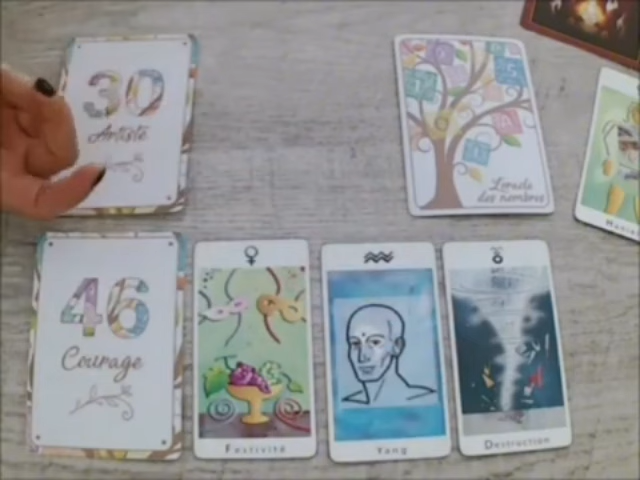 30
Artiste
L'oracle
des nombres
46
Courage
Festivité
Yang
Destruction